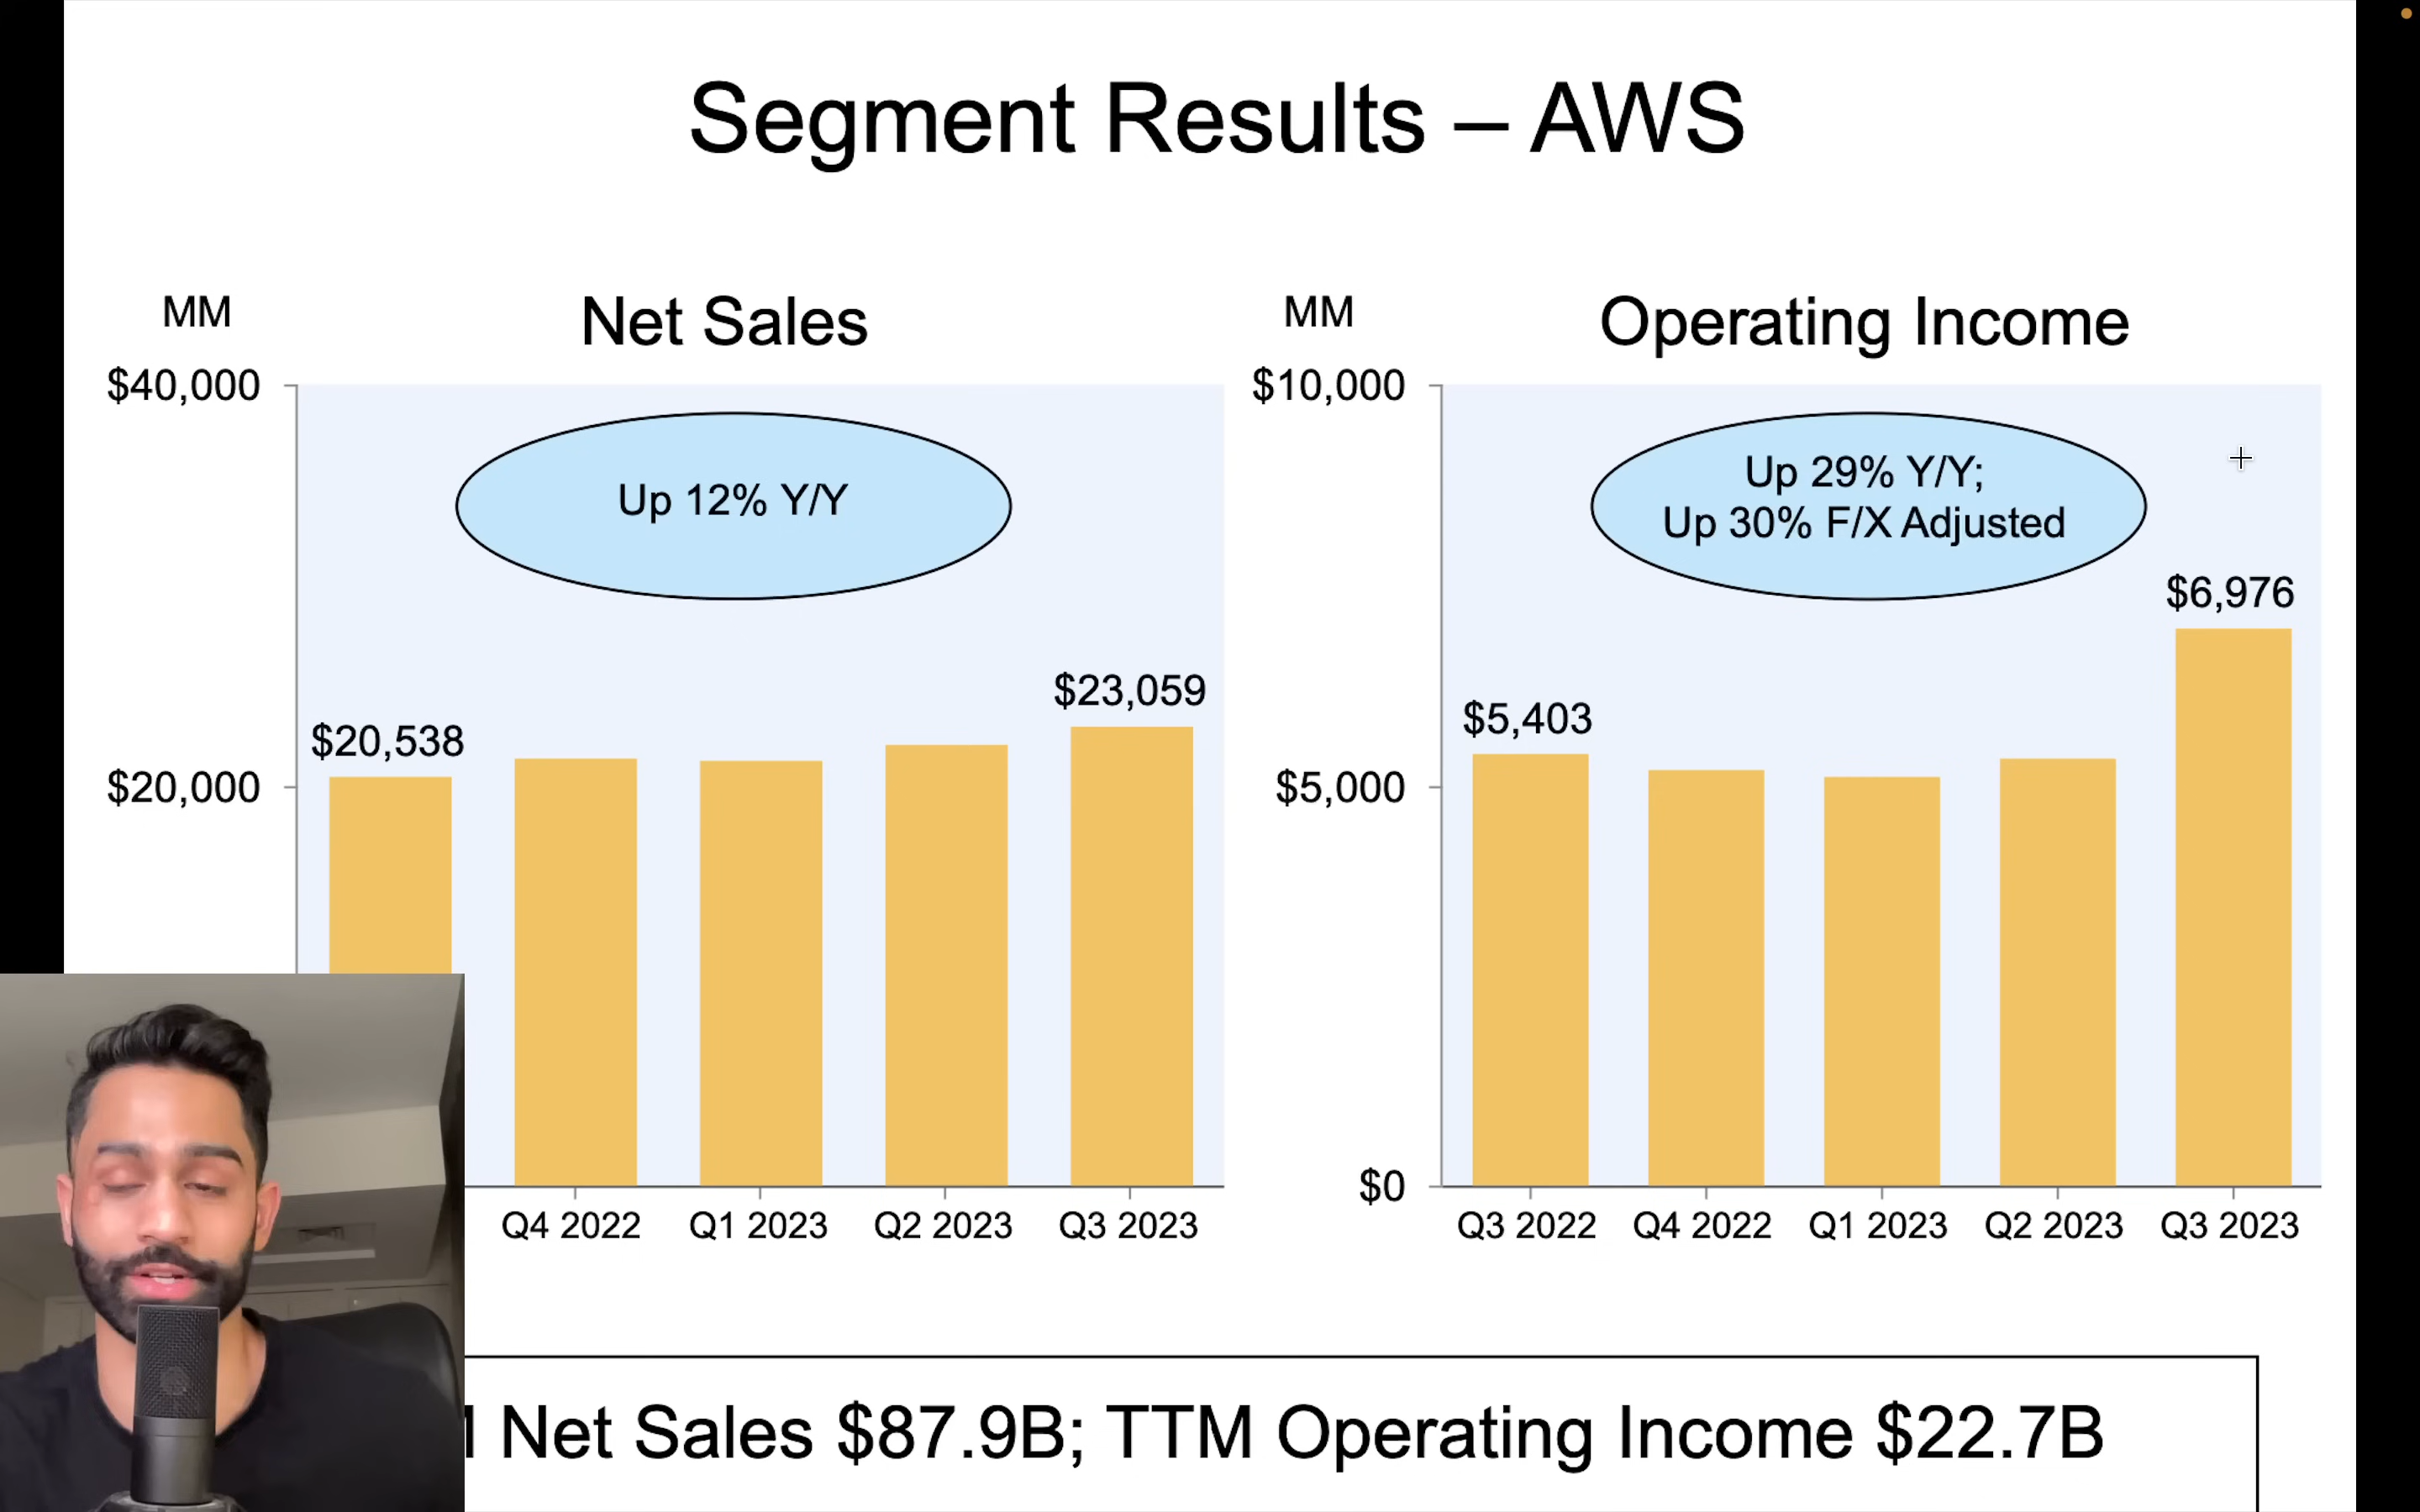 Segment Results – AWS
MM
Net Sales
$40,000
$20,000
Up 12% Y/Y
$20,538
$23,059
Q4 2022
Q1 2023
Q2 2023
Q3 2023
MM
Operating Income
$10,000
$5,000
$0
Up 29% Y/Y;
Up 30% F/X Adjusted
$5,403
$6,976
Q3 2022
Q4 2022
Q1 2023
Q2 2023
Q3 2023
Net Sales $87.9B; TTM Operating Income $22.7B